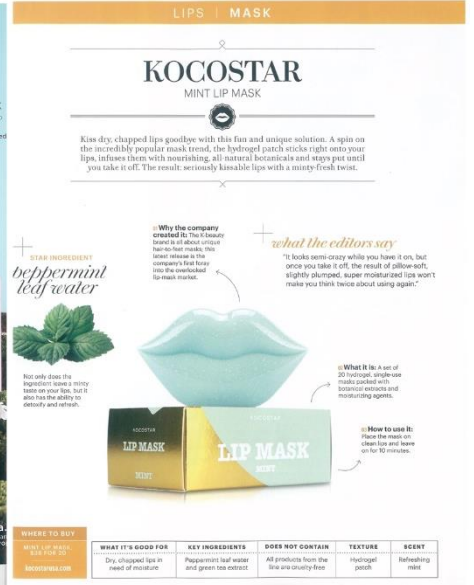 LIPS | MASK
KOCOSTAR
MINT LIP MASK
Kiss dry, chapped lips goodbye with this fun and unique solution. A spin on
the incredibly popular mask trend, the hydrogel patch sticks right onto your
lips, infuses them with nourishing, all-natural botanicals and stays put until
you take it off. The result: seriously kissable lips with a minty-fresh twist.
Why the company
created it: The K-beauty
brand is all about unique
hair-to-feet masks; this
latest release is the
company's first foray
into the overlooked
lip-mask market.
what the editors say
"It looks semi-crazy while you have it on, but
once you take it off, the result of pillow-soft,
slightly plumped, super moisturized lips won't
make you think twice about using again."
STAR INGREDIENT
peppermint
leaf water
Not only does the
ingredient leave a minty
taste on your lips, but it
also has the ability to
detoxify and refresh.
What it is: A set of
20 hydrogel, single-use
masks packed with
botanical extracts and
moisturizing agents.
How to use it:
Place the mask on
clean lips and leave
on for 10 minutes.
KOCOSTAR
LIP MASK
MINT
KOCOSTAR
LIP MASK
MINT
WHERE TO BUY
MINT LIP MASK,
FOR 20
kocostarusa.com
WHAT IT'S GOOD FOR
Dry, chapped lips in
need of moisture
KEY INGREDIENTS
Peppermint leaf water
and green tea extract
DOES NOT CONTAIN
All products from the
line are cruelty-free
TEXTURE
Hydrogel
patch
SCENT
Refreshing
mint